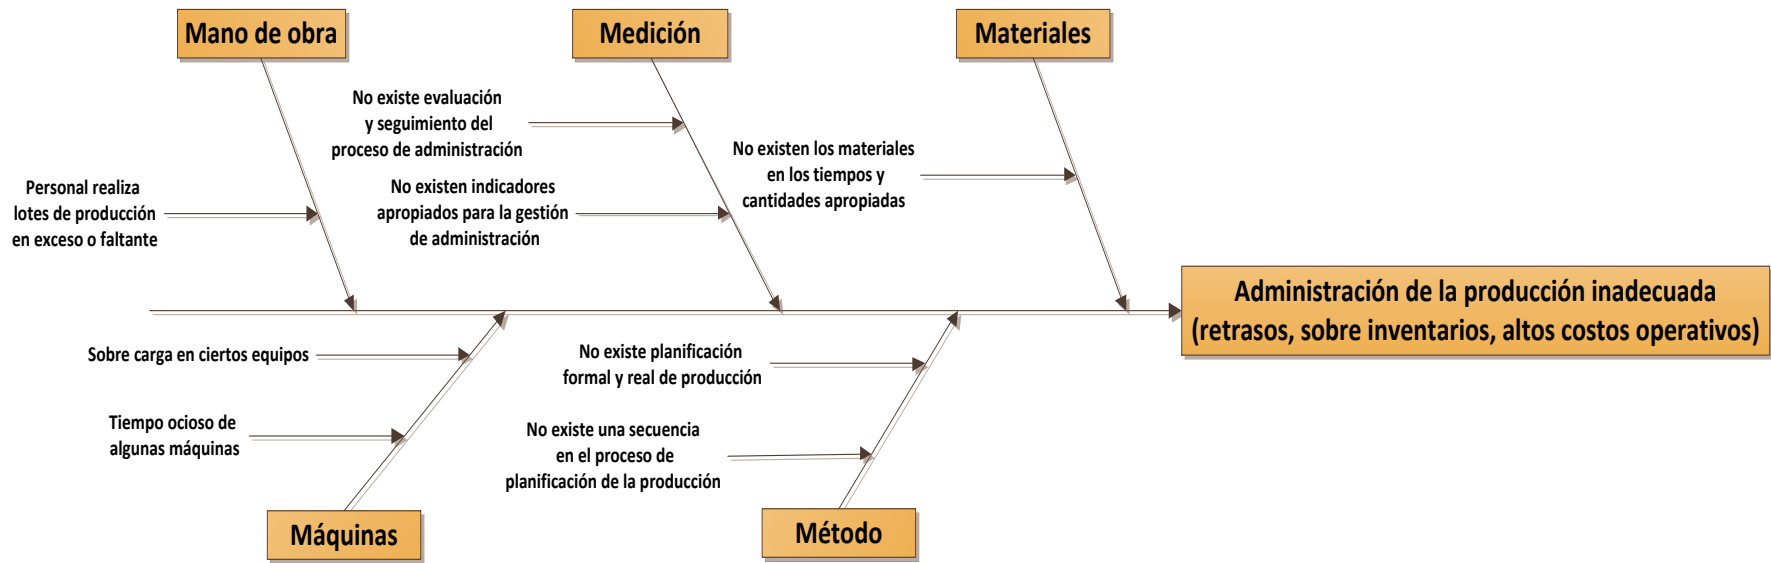 Mano de obra
Medición
Materiales
No existe evaluación
y seguimiento del
proceso de administración
No existen los materiales
en los tiempos y
cantidades apropiadas
Personal realiza
lotes de producción
en exceso o faltante
No existen indicadores
apropiados para la gestión
de administración
Administración de la producción inadecuada
(retrasos, sobre inventarios, altos costos operativos)
Sobre carga en ciertos equipos
No existe planificación
formal y real de producción
Tiempo ocioso de
algunas máquinas
No existe una secuencia
en el proceso de
planificación de la producción
Máquinas
Método